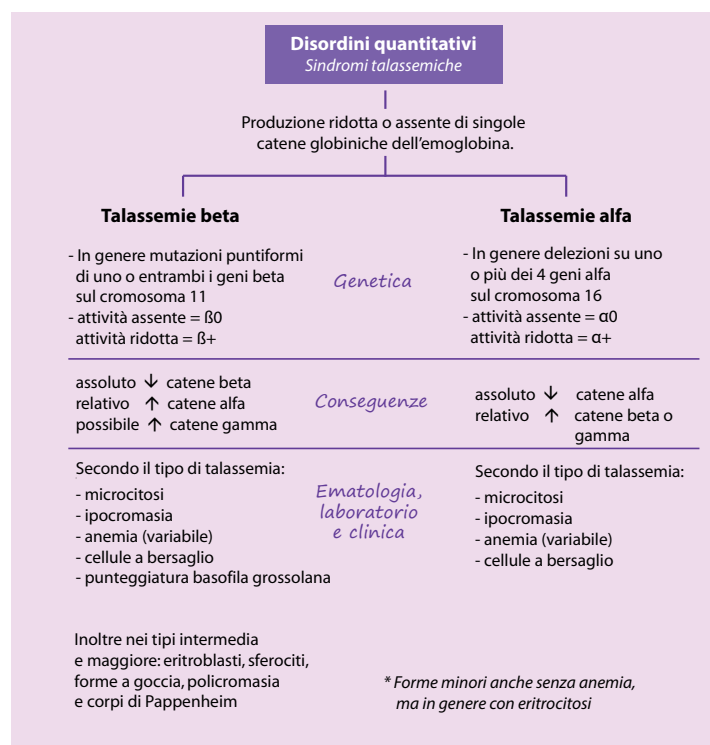 Disordini quantitativi
Sindromi talassemiche
Produzione ridotta o assente di singole
catene globiniche dell’emoglobina.
Talassemie beta
- In genere mutazioni puntiformi
di uno o entrambi i geni beta
sul cromosoma 11
- attività assente = ß0
attività ridotta = ß+
Genetica
Talassemie alfa
- In genere delezioni su uno
o più dei 4 geni alfa
sul cromosoma 16
- attività assente = α0
attività ridotta = α+
assoluto ↓ catene beta
relativo ↑ catene alfa
possibile ↑ catene gamma
Conseguenze
assoluto ↓ catene alfa
relativo ↑ catene beta o
gamma
Secondo il tipo di talassemia:
- microcitosi
- ipocromasia
- anemia (variabile)
- cellule a bersaglio
- punteggiatura basofila grossolana
Ematologia,
laboratorio
e clinica
Secondo il tipo di talassemia:
- microcitosi
- ipocromasia
- anemia (variabile)
- cellule a bersaglio
Inoltre nei tipi intermedia
e maggiore: eritroblasti, sferociti,
forme a goccia, policromasia
e corpi di Pappenheim
* Forme minori anche senza anemia,
ma in genere con eritrocitosi